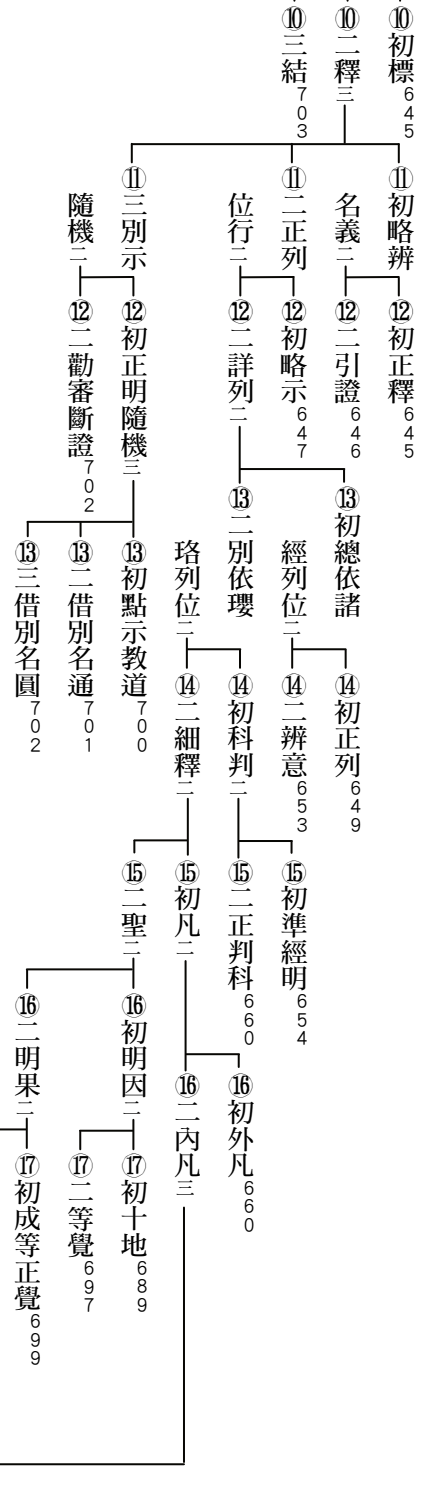 ⑩初標645
⑩二釋三
⑩三結703
⑪初略辨
名義二
⑪二正列
位行二
⑪三別示
隨機二
⑫初正釋645
⑫二引證646
⑫初略示647
⑫二詳列二
⑫初正明隨機三
⑫二勸審斷證702
⑬初總依諸
經列位二
⑬二別依瓔
珞列位二
⑬初點示教道700
⑬二借別名通701
⑬三借別名圓702
⑭初正列649
⑭二辨意653
⑭初科判二
⑭二細釋二
⑮初準經明654
⑮二正判科660
⑮初凡二
⑮二聖二
⑯初外凡660
⑯二內凡三
⑯初明因二
⑯二明果二
⑰初十地689
⑰二等覺697
⑰初成等正覺699